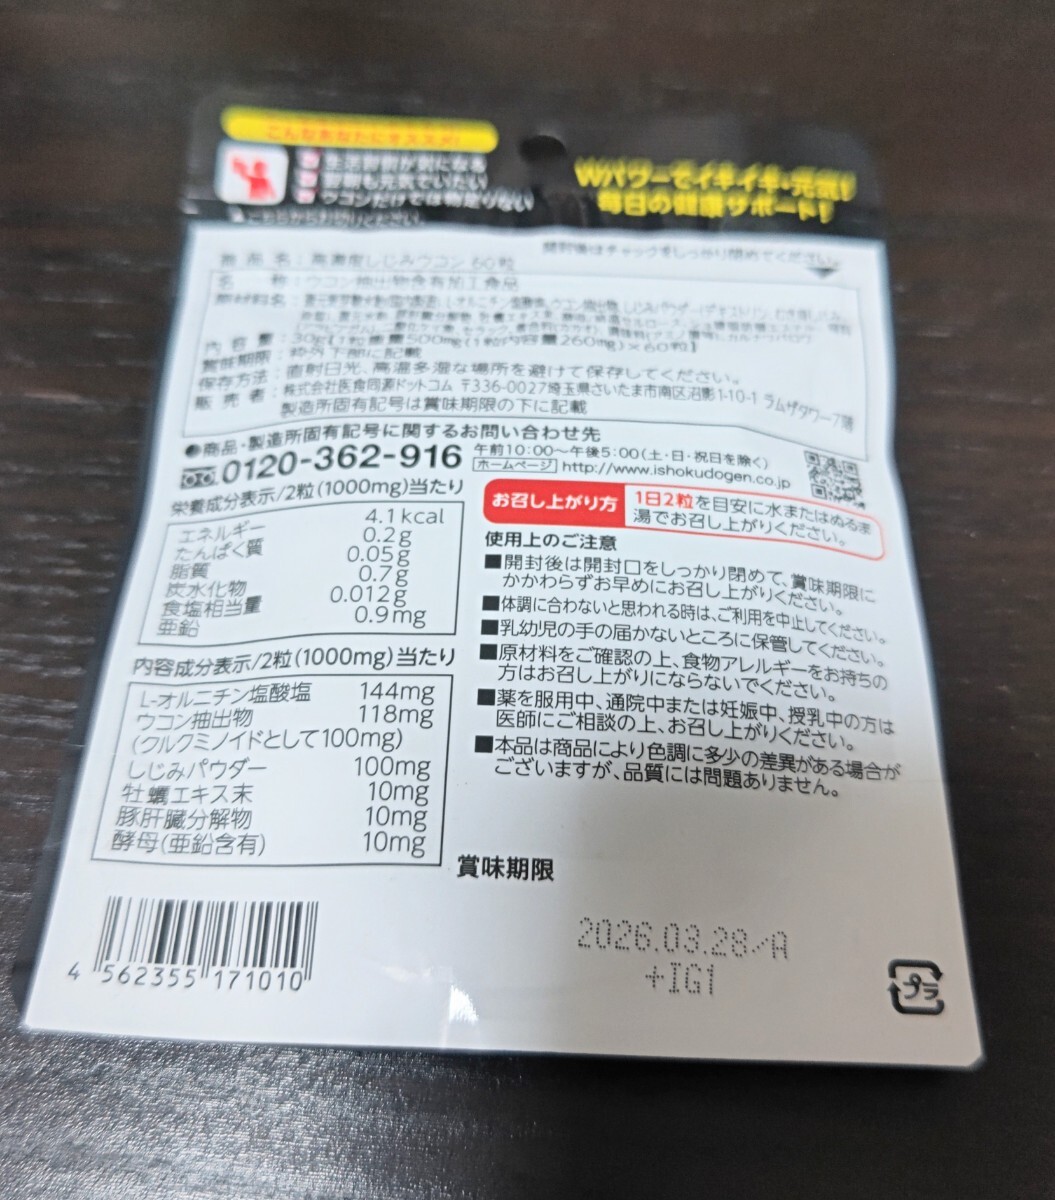 こんなあなたにオススメ!
生活習慣が気になる
ウコンだけでは物足りない
Wパワーでイキイキ・元気!
毎日の健康サポート!
開封後はチャックをしっかり閉めてください。
商品名:高濃度しじみウコン 60粒
名称:ウコン抽出物含有加工食品
原材料名:
内容量:30g【1粒重量500mg(1粒内容量260mg)×60粒】
賞味期限:枠外下部に記載
保存方法:直射日光、高温多湿な場所を避けて保存してください。
販売者:株式会社医食同源ドットコム 〒336-0027埼玉県さいたま市南区沼影1-10-1 ラムザタワー7階
製造所固有記号は賞味期限の下に記載
●商品・製造所固有記号に関するお問い合わせ先
0120-362-916
午前10:00〜午後5:00(土・日・祝日を除く)
ホームページ http://www.ishokudogen.co.jp
栄養成分表示/2粒(1000mg)当たり
エネルギー 4.1kcal
たんぱく質 0.2g
脂質 0.05g
炭水化物 0.7g
食塩相当量 0.012g
亜鉛 0.9mg
内容成分表示/2粒(1000mg)当たり
L-オルニチン塩酸塩 144mg
ウコン抽出物 118mg
(クルクミノイドとして100mg)
しじみパウダー 100mg
牡蠣エキス末 10mg
豚肝臓分解物 10mg
酵母(亜鉛含有) 10mg
お召し上がり方
1日2粒を目安に水またはぬるま
湯でお召し上がりください。
使用上のご注意
■開封後は開封口をしっかり閉めて、賞味期限に
かかわらずお早めにお召し上がりください。
■体調に合わないと思われる時は、ご利用を中止してください。
■乳幼児の手の届かないところに保管してください。
■原材料をご確認の上、食物アレルギーをお持ちの
方はお召し上がりにならないでください。
■薬を服用中、通院中または妊娠中、授乳中の方は
医師にご相談の上、お召し上がりください。
■本品は商品により色調に多少の差異がある場合が
ございますが、品質には問題ありません。
賞味期限
2026.03.28/A
+IG1
4 562355 171010
プラ